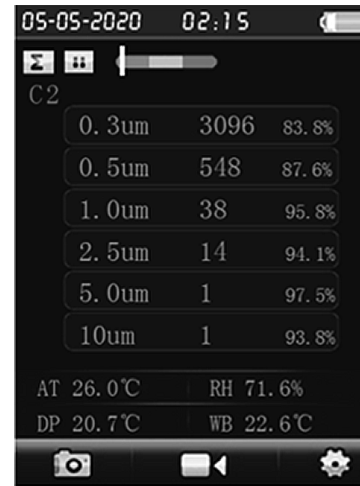 05-05-2020 02:15
Σ
C2
0.3um 3096 83.8%
0.5um 548 87.6%
1.0um 38 95.8%
2.5um 14 94.1%
5.0um 1 97.5%
10um 1 93.8%
AT 26.0℃ RH 71.6%
DP 20.7℃ WB 22.6℃